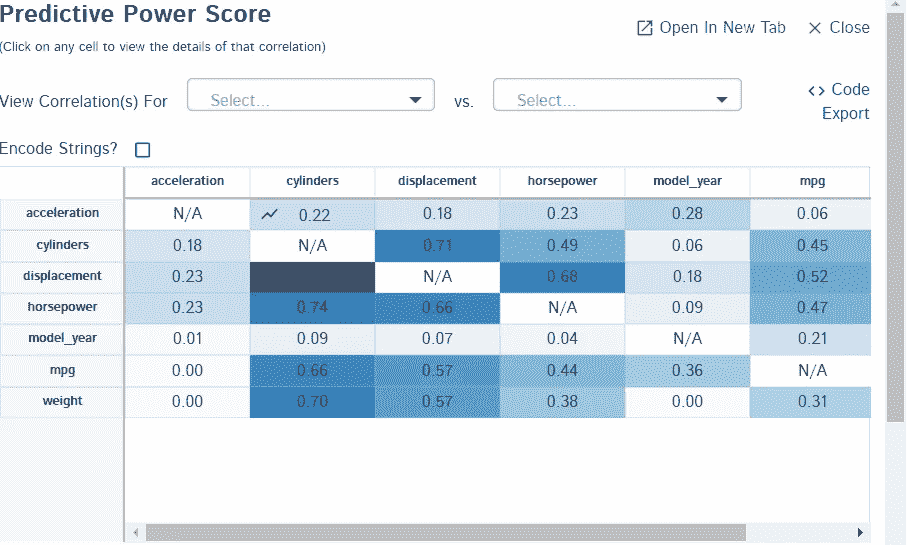 Predictive Power Score
Open In New Tab
Close
(Click on any cell to view the details of that correlation)
View Correlation(s) For
Select...
vs.
Select...
Code
Export
Encode Strings?
acceleration cylinders displacement horsepower model_year mpg
acceleration N/A 0.22 0.18 0.23 0.28 0.06
cylinders 0.18 N/A 0.71 0.49 0.06 0.45
displacement 0.23 N/A 0.68 0.18 0.52
horsepower 0.23 0.74 0.66 N/A 0.09 0.47
model_year 0.01 0.09 0.07 0.04 N/A 0.21
mpg 0.00 0.66 0.57 0.44 0.36 N/A
weight 0.00 0.70 0.57 0.38 0.00 0.31